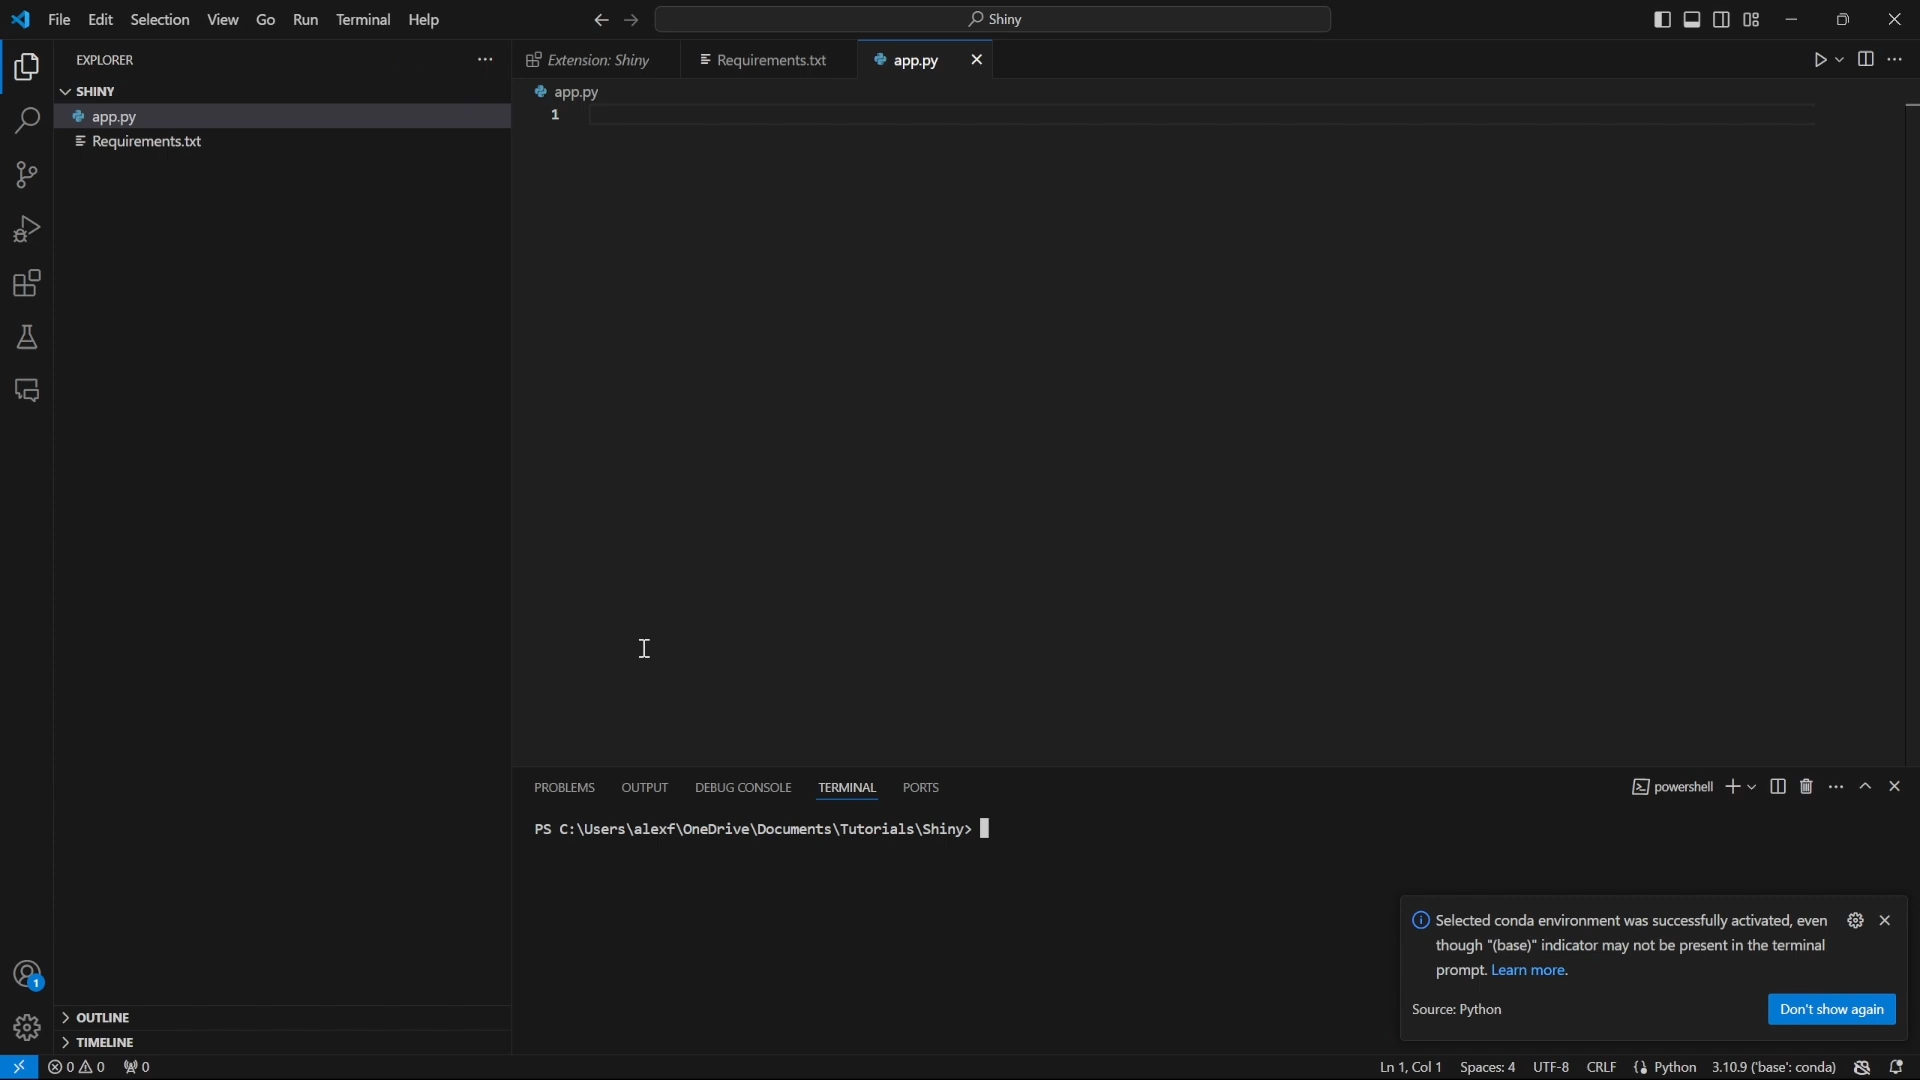 File Edit Selection View Go Run Terminal Help
Shiny
EXPLORER
Extension: Shiny
Requirements.txt
app.py
SHINY
app.py
Requirements.txt
app.py
1
PROBLEMS OUTPUT DEBUG CONSOLE TERMINAL PORTS
powershell
PS C:\Users\alexf\OneDrive\Documents\Tutorials\Shiny>
Selected conda environment was successfully activated, even
though "(base)" indicator may not be present in the terminal
prompt. Learn more.
Source: Python
Don't show again
1
OUTLINE
TIMELINE
0 0 0
Ln 1, Col 1 Spaces: 4 UTF-8 CRLF Python 3.10.9 ('base': conda)